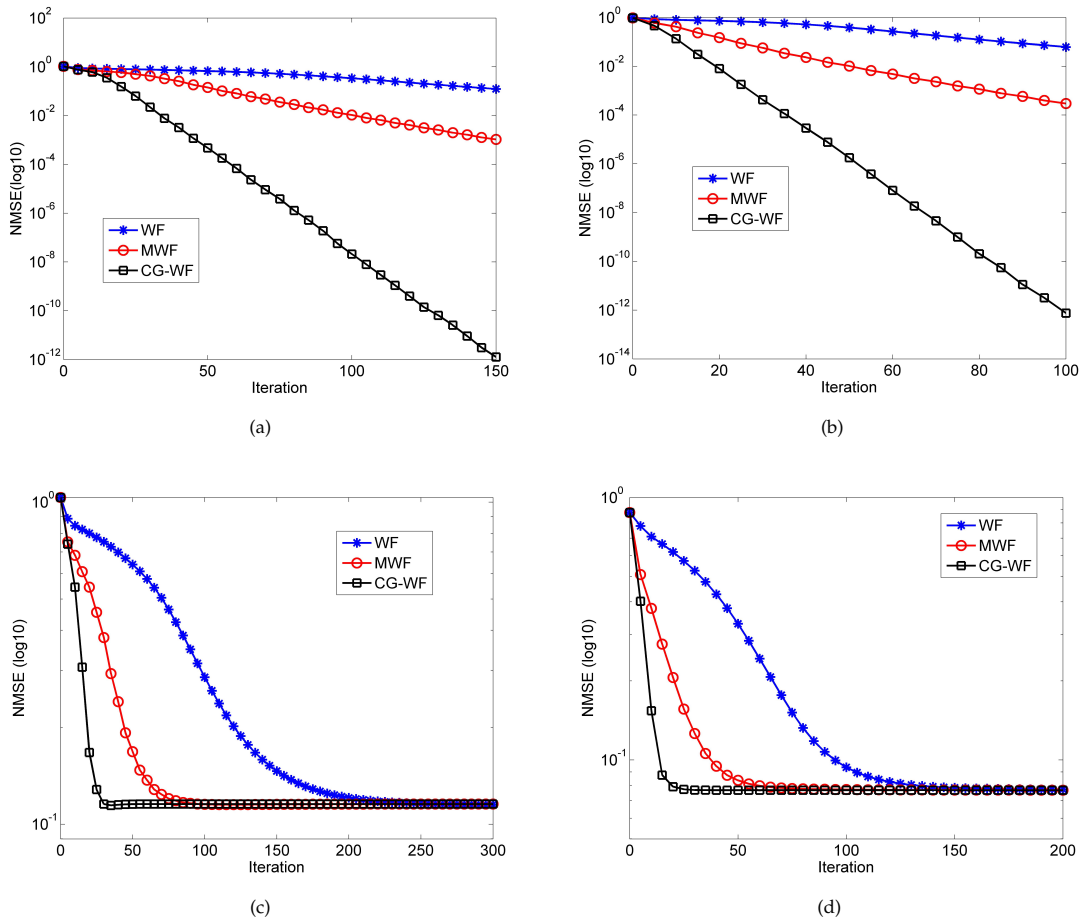 10^2
10^0
10^-2
10^-4
10^-6
10^-8
10^-10
10^-12
NMSE(log10)
WF
MWF
CG-WF
0 50 100 150
Iteration
(a)
10^0
10^-2
10^-4
10^-6
10^-8
10^-10
10^-12
10^-14
NMSE (log10)
WF
MWF
CG-WF
0 20 40 60 80 100
Iteration
(b)
10^0
10^-1
NMSE (log10)
WF
MWF
CG-WF
0 50 100 150 200 250 300
Iteration
(c)
10^0
10^-1
NMSE (log10)
WF
MWF
CG-WF
0 50 100 150 200
Iteration
(d)